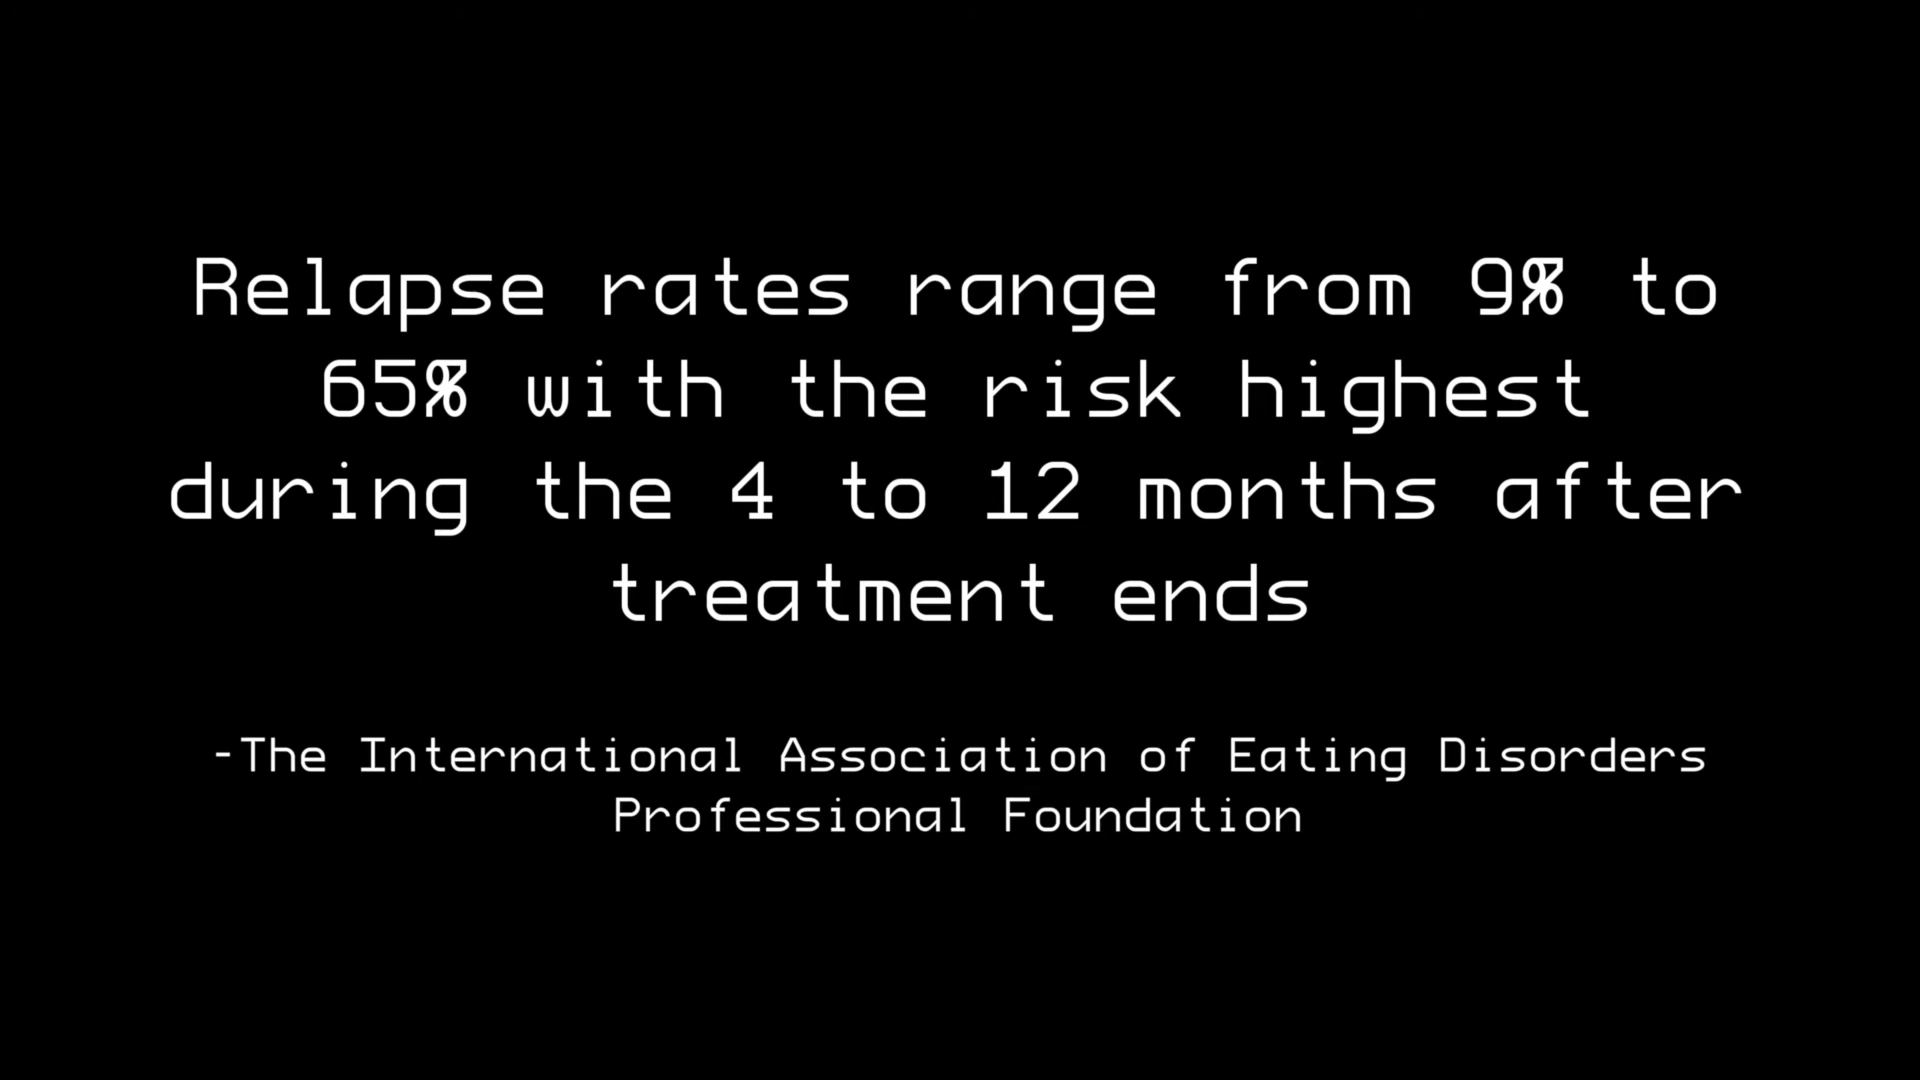 Relapse rates range from 9% to
65% with the risk highest
during the 4 to 12 months after
treatment ends
-The International Association of Eating Disorders
Professional Foundation